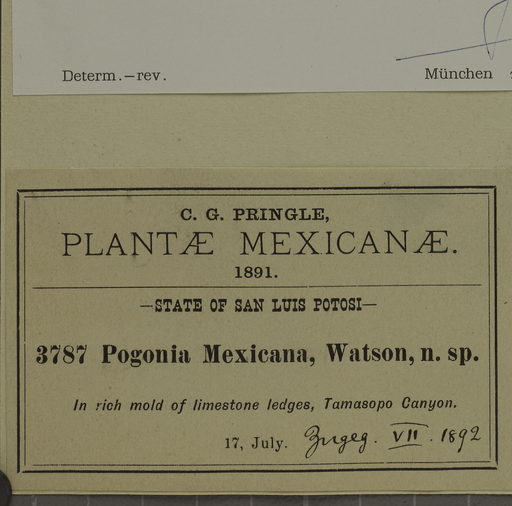 Determ.—rev. München
C. G. PRINGLE,
PLANTÆ MEXICANÆ.
1891.
—STATE OF SAN LUIS POTOSI—
3787 Pogonia Mexicana, Watson, n. sp.
In rich mold of limestone ledges, Tamasopo Canyon.
17, July. Zugeg. VII. 1892